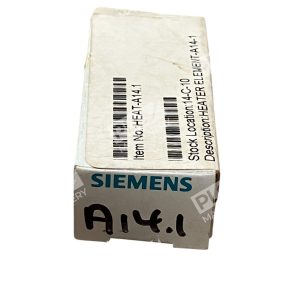 Item No.:HEAT-A14.1
Stock Location:14-C-10
Description:HEATER ELEMENT-A14-1
SIEMENS
A14.1